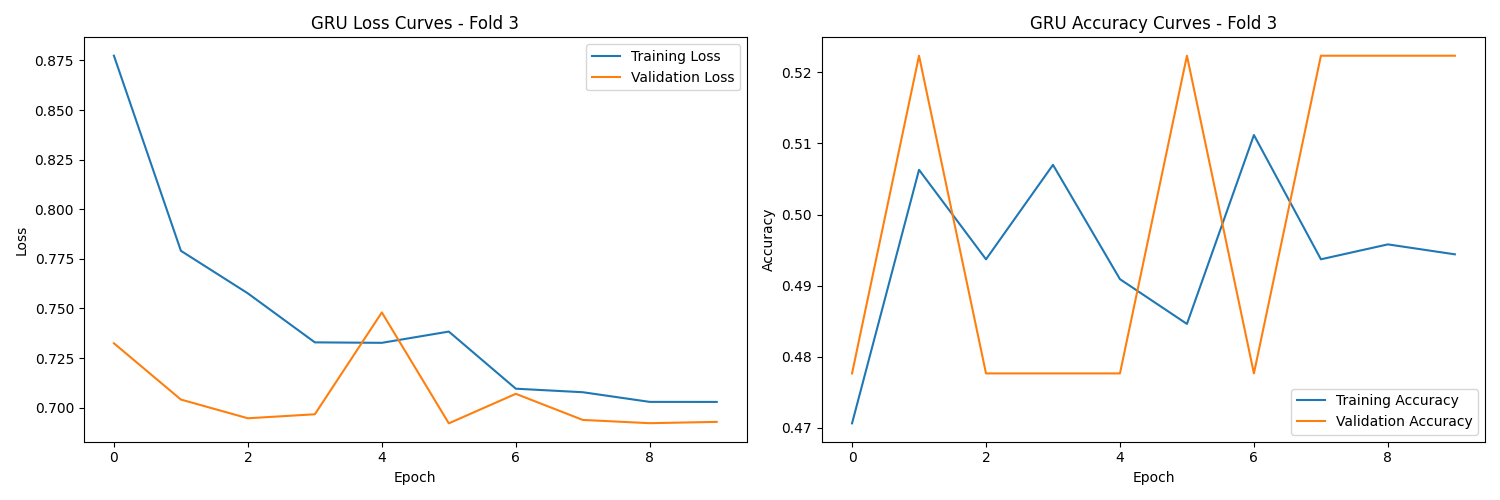 GRU Loss Curves - Fold 3
Training Loss
Validation Loss
0.875
0.850
0.825
0.800
0.775
0.750
0.725
0.700
Loss
0 2 4 6 8
Epoch
GRU Accuracy Curves - Fold 3
0.52
0.51
0.50
0.49
0.48
0.47
Accuracy
Training Accuracy
Validation Accuracy
0 2 4 6 8
Epoch